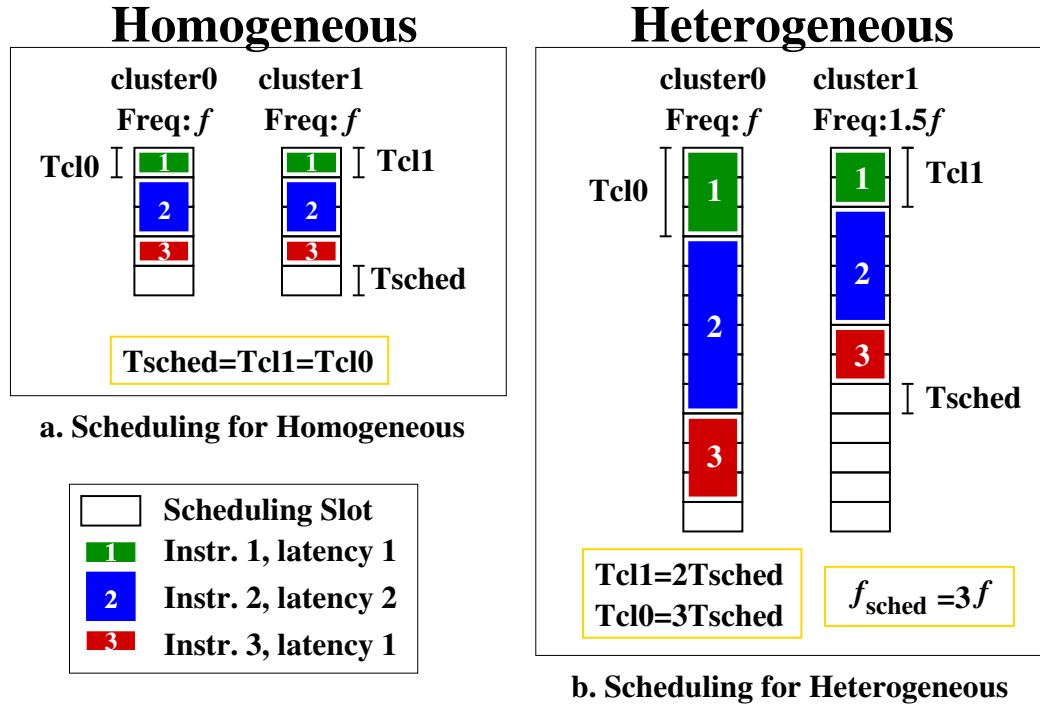 Homogeneous
cluster0 cluster1
Freq: f Freq: f
Tcl0 1 1 Tcl1
2 2
3 3
Tsched
Tsched=Tcl1=Tcl0
a. Scheduling for Homogeneous
Scheduling Slot
1 Instr. 1, latency 1
2 Instr. 2, latency 2
3 Instr. 3, latency 1
Heterogeneous
cluster0 cluster1
Freq: f Freq:1.5f
Tcl0 1 1 Tcl1
2 2
3 3
Tsched
Tcl1=2Tsched
Tcl0=3Tsched
fsched =3f
b. Scheduling for Heterogeneous